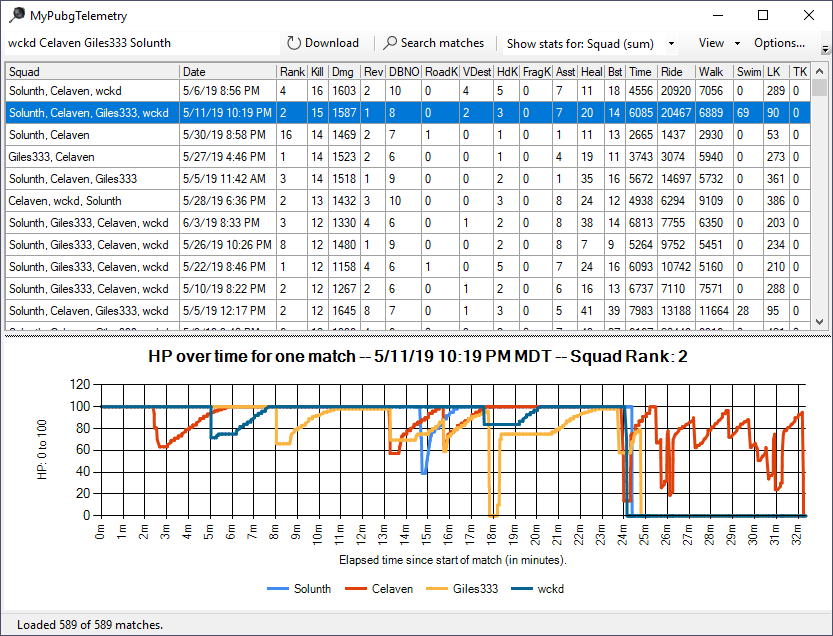 MyPubgTelemetry
wckd Celaven Giles333 Solunth Download Search matches Show stats for: Squad (sum) View Options...
Squad Date Rank Kill Dmg Rev DBNO RoadK VDest HdK FragK Asst Heal Bst Time Ride Walk Swim LK TK
Solunth, Celaven, wckd 5/6/19 8:56 PM 4 16 1603 2 10 0 4 5 0 7 11 18 4556 20920 7056 0 289 0
Solunth, Celaven, Giles333, wckd 5/11/19 10:19 PM 2 15 1587 1 8 0 2 3 0 7 20 14 6085 20467 6889 69 90 0
Solunth, Celaven 5/30/19 8:58 PM 16 14 1469 2 7 1 0 1 0 1 11 13 2665 1437 2930 0 53 0
Giles333, Celaven 5/27/19 4:46 PM 1 14 1523 2 6 0 0 1 0 4 19 11 3743 3074 5940 0 273 0
Solunth, Celaven, Giles333 5/5/19 11:42 AM 3 14 1518 1 9 0 0 2 0 1 35 16 5672 14697 5732 0 361 0
Celaven, wckd, Solunth 5/28/19 6:36 PM 2 13 1432 3 10 0 0 3 0 8 24 12 4938 6294 9109 0 386 0
Solunth, Giles333, Celaven, wckd 6/3/19 8:33 PM 3 12 1330 4 6 0 1 2 0 8 38 14 6813 7755 6350 0 203 0
Solunth, Giles333, Celaven, wckd 5/26/19 10:26 PM 8 12 1480 1 9 0 0 2 0 8 7 9 5264 9752 5451 0 234 0
Solunth, Giles333, Celaven, wckd 5/22/19 8:46 PM 1 12 1158 4 6 1 0 5 0 7 24 16 6093 10742 5160 0 210 0
Solunth, Giles333, Celaven, wckd 5/10/19 8:22 PM 2 12 1267 2 6 0 0 2 0 6 16 13 6737 7110 7571 0 288 0
Solunth, Giles333, Celaven, wckd 5/5/19 12:17 PM 2 12 1645 8 7 0 1 3 0 5 41 39 7983 13188 11664 28 95 0
HP over time for one match -- 5/11/19 10:19 PM MDT -- Squad Rank: 2
120
100
80
60
40
20
0
HP: 0 to 100
0m 1m 2m 3m 4m 5m 6m 7m 8m 9m 10m 11m 12m 13m 14m 15m 16m 17m 18m 19m 20m 21m 22m 23m 24m 25m 26m 27m 28m 29m 30m 31m 32m
Elapsed time since start of match (in minutes).
Solunth Celaven Giles333 wckd
Loaded 589 of 589 matches.